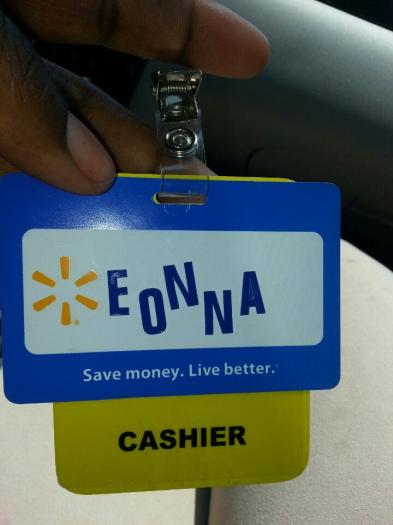 EONNA
Save money. Live better.
CASHIER